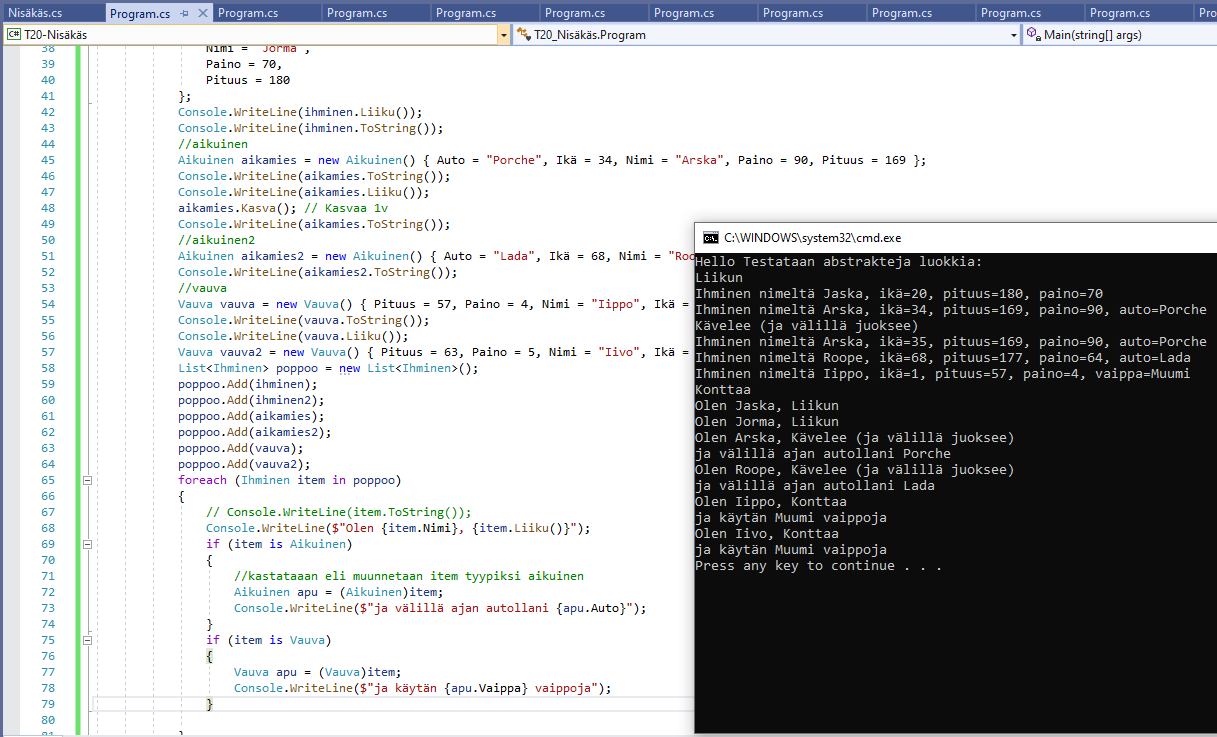 Nisäkäs.cs Program.cs Program.cs Program.cs Program.cs Program.cs Program.cs Program.cs Program.cs Program.cs Program.cs Pro
C# T20-Nisäkäs T20_Nisäkäs.Program Main(string[] args)
38 Nimi = "Jorma",
39 Paino = 70,
40 Pituus = 180
41 };
42 Console.WriteLine(ihminen.Liiku());
43 Console.WriteLine(ihminen.ToString());
44 //aikuinen
45 Aikuinen aikamies = new Aikuinen() { Auto = "Porche", Ikä = 34, Nimi = "Arska", Paino = 90, Pituus = 169 };
46 Console.WriteLine(aikamies.ToString());
47 Console.WriteLine(aikamies.Liiku());
48 aikamies.Kasva(); // Kasvaa 1v
49 Console.WriteLine(aikamies.ToString());
50 //aikuinen2
51 Aikuinen aikamies2 = new Aikuinen() { Auto = "Lada", Ikä = 68, Nimi = "Roo
52 Console.WriteLine(aikamies2.ToString());
53 //vauva
54 Vauva vauva = new Vauva() { Pituus = 57, Paino = 4, Nimi = "Iippo", Ikä =
55 Console.WriteLine(vauva.ToString());
56 Console.WriteLine(vauva.Liiku());
57 Vauva vauva2 = new Vauva() { Pituus = 63, Paino = 5, Nimi = "Iivo", Ikä =
58 List<Ihminen> poppoo = new List<Ihminen>();
59 poppoo.Add(ihminen);
60 poppoo.Add(ihminen2);
61 poppoo.Add(aikamies);
62 poppoo.Add(aikamies2);
63 poppoo.Add(vauva);
64 poppoo.Add(vauva2);
65 foreach (Ihminen item in poppoo)
66 {
67 // Console.WriteLine(item.ToString());
68 Console.WriteLine($"Olen {item.Nimi}, {item.Liiku()}");
69 if (item is Aikuinen)
70 {
71 //kastataaan eli muunnetaan item tyypiksi aikuinen
72 Aikuinen apu = (Aikuinen)item;
73 Console.WriteLine($"ja välillä ajan autollani {apu.Auto}");
74 }
75 if (item is Vauva)
76 {
77 Vauva apu = (Vauva)item;
78 Console.WriteLine($"ja käytän {apu.Vaippa} vaippoja");
79 }
80
81 }
C:\WINDOWS\system32\cmd.exe
Hello Testataan abstrakteja luokkia:
Liikun
Ihminen nimeltä Jaska, ikä=20, pituus=180, paino=70
Ihminen nimeltä Arska, ikä=34, pituus=169, paino=90, auto=Porche
Kävelee (ja välillä juoksee)
Ihminen nimeltä Arska, ikä=35, pituus=169, paino=90, auto=Porche
Ihminen nimeltä Roope, ikä=68, pituus=177, paino=64, auto=Lada
Ihminen nimeltä Iippo, ikä=1, pituus=57, paino=4, vaippa=Muumi
Konttaa
Olen Jaska, Liikun
Olen Jorma, Liikun
Olen Arska, Kävelee (ja välillä juoksee)
ja välillä ajan autollani Porche
Olen Roope, Kävelee (ja välillä juoksee)
ja välillä ajan autollani Lada
Olen Iippo, Konttaa
ja käytän Muumi vaippoja
Olen Iivo, Konttaa
ja käytän Muumi vaippoja
Press any key to continue . . .